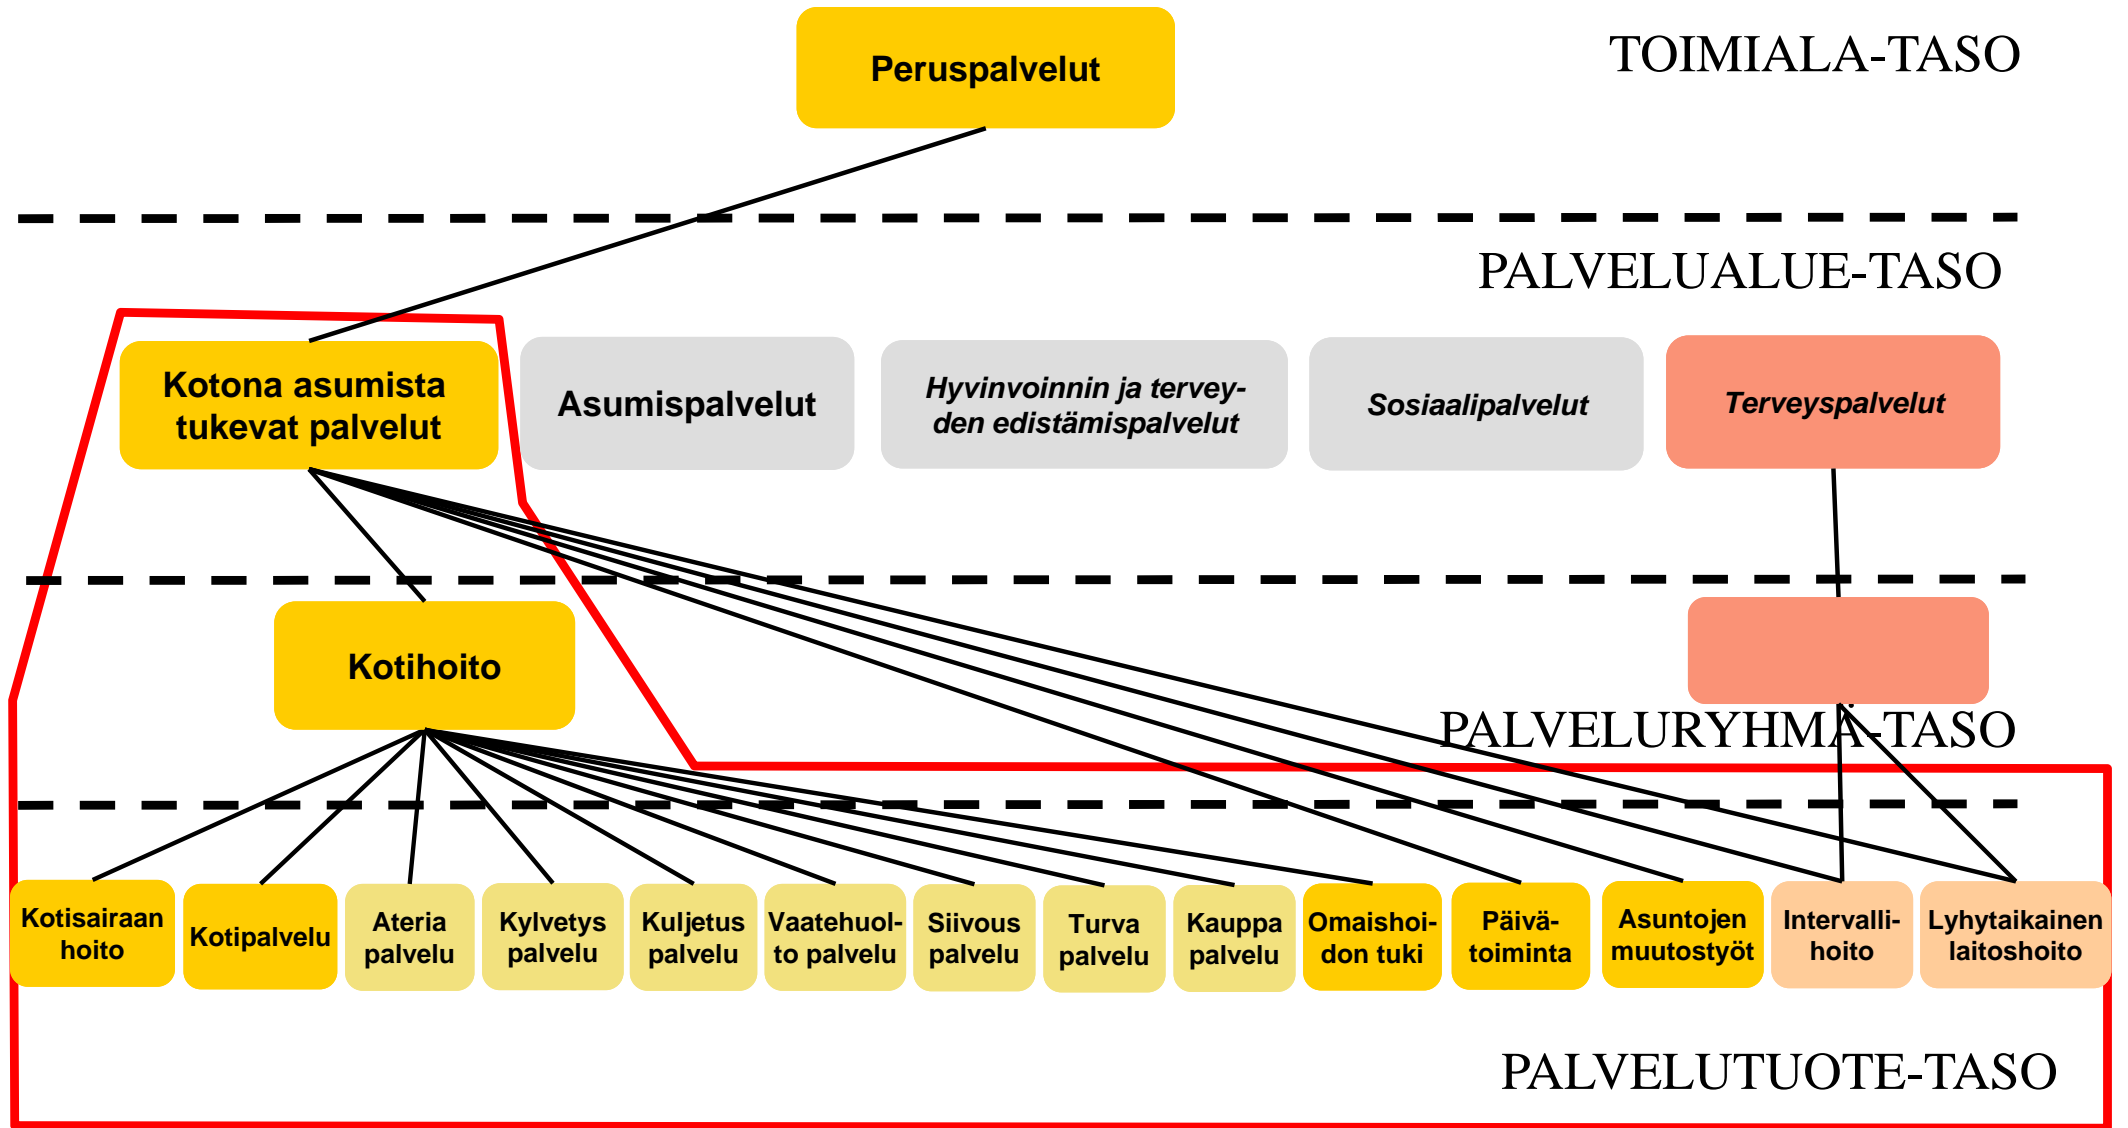 Peruspalvelut
TOIMIALA-TASO
PALVELUALUE-TASO
Kotona asumista
tukevat palvelut
Asumispalvelut
Hyvinvoinnin ja tervey-
den edistämispalvelut
Sosiaalipalvelut
Terveyspalvelut
Kotihoito
PALVELURYHMÄ-TASO
Kotisairaan
hoito
Kotipalvelu
Ateria
palvelu
Kylvetys
palvelu
Kuljetus
palvelu
Vaatehuol-
to palvelu
Siivous
palvelu
Turva
palvelu
Kauppa
palvelu
Omaishoi-
don tuki
Päivä-
toiminta
Asuntojen
muutostyöt
Intervalli-
hoito
Lyhytaikainen
laitoshoito
PALVELUTUOTE-TASO